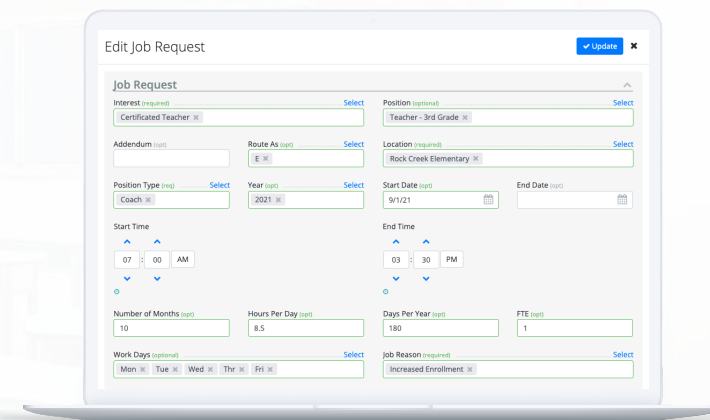 Edit Job Request
✔ Update ✖
Job Request
Interest (required) Select Position (optional) Select
Certificated Teacher × Teacher - 3rd Grade ×
Addendum (opt) Route As (opt) Select Location (required) Select
E × Rock Creek Elementary ×
Position Type (req) Select Year (opt) Select Start Date (opt) End Date (opt)
Coach × 2021 × 9/1/21
Start Time End Time
07 : 00 AM 03 : 30 PM
Number of Months (opt) Hours Per Day (opt) Days Per Year (opt) FTE (opt)
10 8.5 180 1
Work Days (optional) Select Job Reason (required) Select
Mon × Tue × Wed × Thr × Fri × Increased Enrollment ×